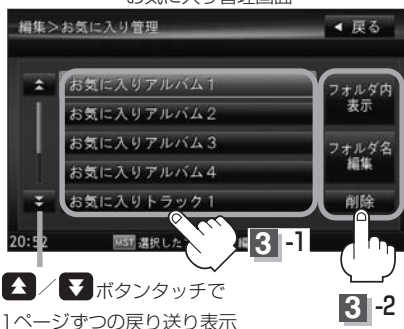 お気に入り管理画面
編集>お気に入り管理
◀ 戻る
お気に入りアルバム1
お気に入りアルバム2
お気に入りアルバム3
お気に入りアルバム4
お気に入りトラック1
フォルダ内
表示
フォルダ名
編集
削除
20:52
MST 選択した
3 -1
3 -2
／ ボタンタッチで
1ページずつの戻り送り表示